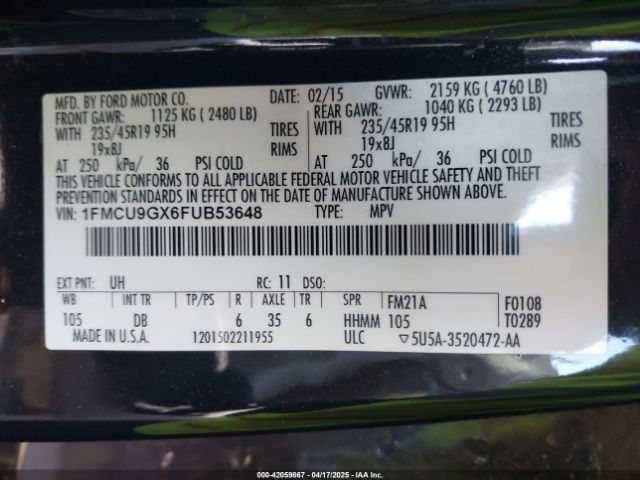 MFD. BY FORD MOTOR CO.
DATE: 02/15 GVWR: 2159 KG ( 4760 LB)
FRONT GAWR: 1125 KG ( 2480 LB)
REAR GAWR: 1040 KG ( 2293 LB)
WITH 235/45R19 95H TIRES
WITH 235/45R19 95H TIRES
19x8J RIMS
19x8J RIMS
AT 250 kPa/ 36 PSI COLD
AT 250 kPa/ 36 PSI COLD
THIS VEHICLE CONFORMS TO ALL APPLICABLE FEDERAL MOTOR VEHICLE SAFETY AND THEFT
PREVENTION STANDARDS IN EFFECT ON THE DATE OF MANUFACTURE SHOWN ABOVE.
VIN: 1FMCU9GX6FUB53648 TYPE: MPV
EXT PNT: UH RC: 11 DSO:
WB INT TR TP/PS R AXLE TR SPR FM21A F0108
105 DB 6 35 6 HHMM 105 T0289
MADE IN U.S.A. 1201502211955 ULC ▽5U5A-3520472-AA
000-42059867 04/17/2025 IAAI.COM